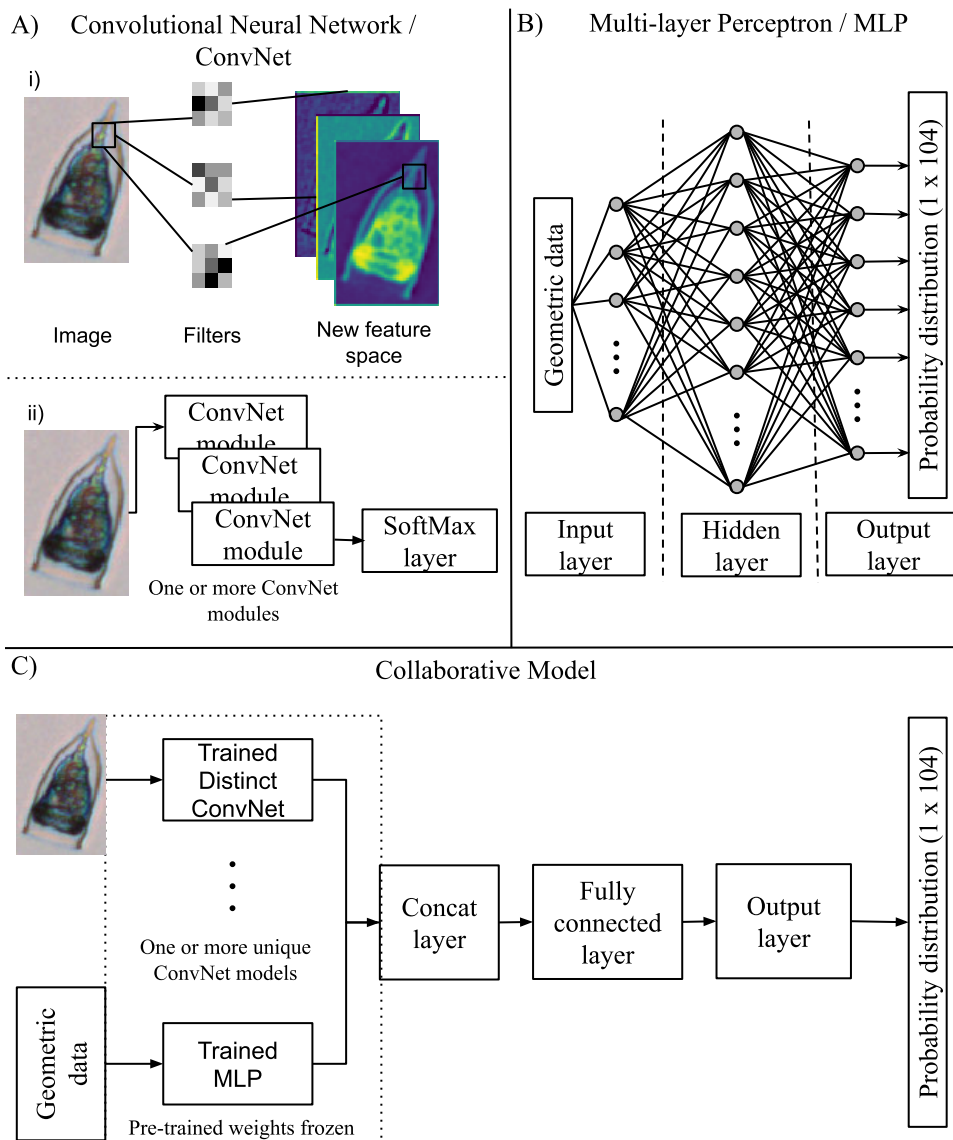 A)
Convolutional Neural Network /
ConvNet
i)
Image
Filters
New feature
space
ii)
ConvNet
module
ConvNet
module
ConvNet
module
SoftMax
layer
One or more ConvNet
modules
B)
Multi-layer Perceptron / MLP
Geometric data
Probability distribution (1 x 104)
Input
layer
Hidden
layer
Output
layer
C)
Collaborative Model
Trained
Distinct
ConvNet
One or more unique
ConvNet models
Geometric
data
Trained
MLP
Pre-trained weights frozen
Concat
layer
Fully
connected
layer
Output
layer
Probability distribution (1 x 104)